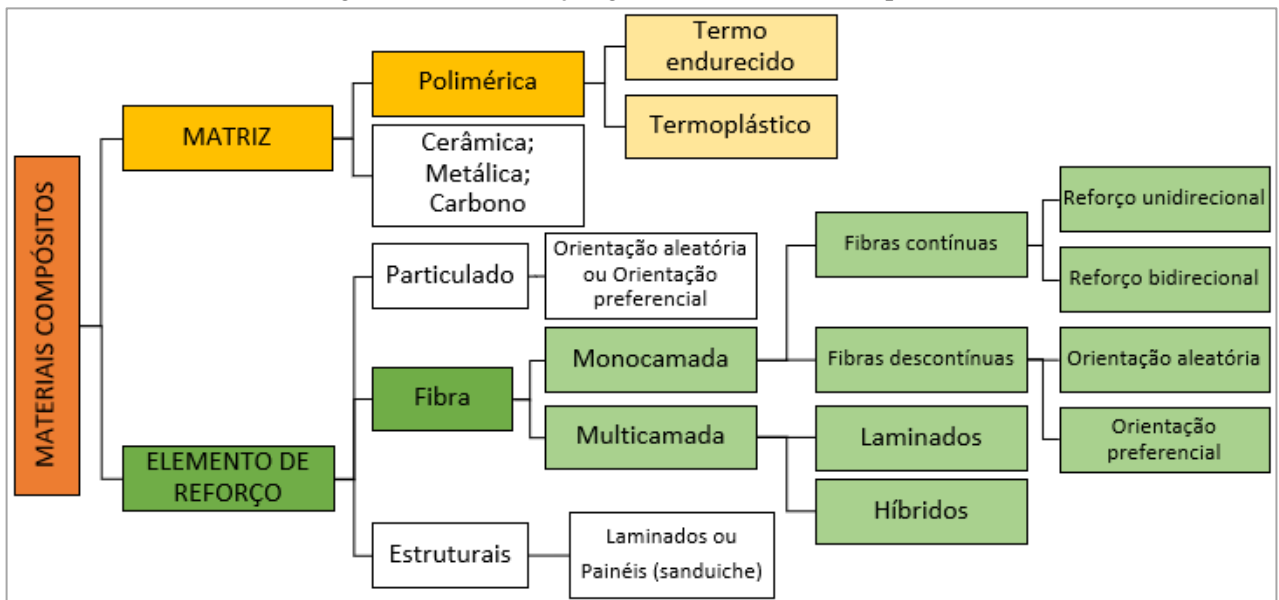 MATERIAIS COMPÓSITOS
MATRIZ
Polimérica
Termo
endurecido
Termoplástico
Cerâmica;
Metálica;
Carbono
ELEMENTO DE
REFORÇO
Particulado
Orientação aleatória
ou Orientação
preferencial
Fibra
Monocamada
Fibras contínuas
Reforço unidirecional
Reforço bidirecional
Fibras descontínuas
Orientação aleatória
Orientação
preferencial
Multicamada
Laminados
Híbridos
Estruturais
Laminados ou
Painéis (sanduiche)